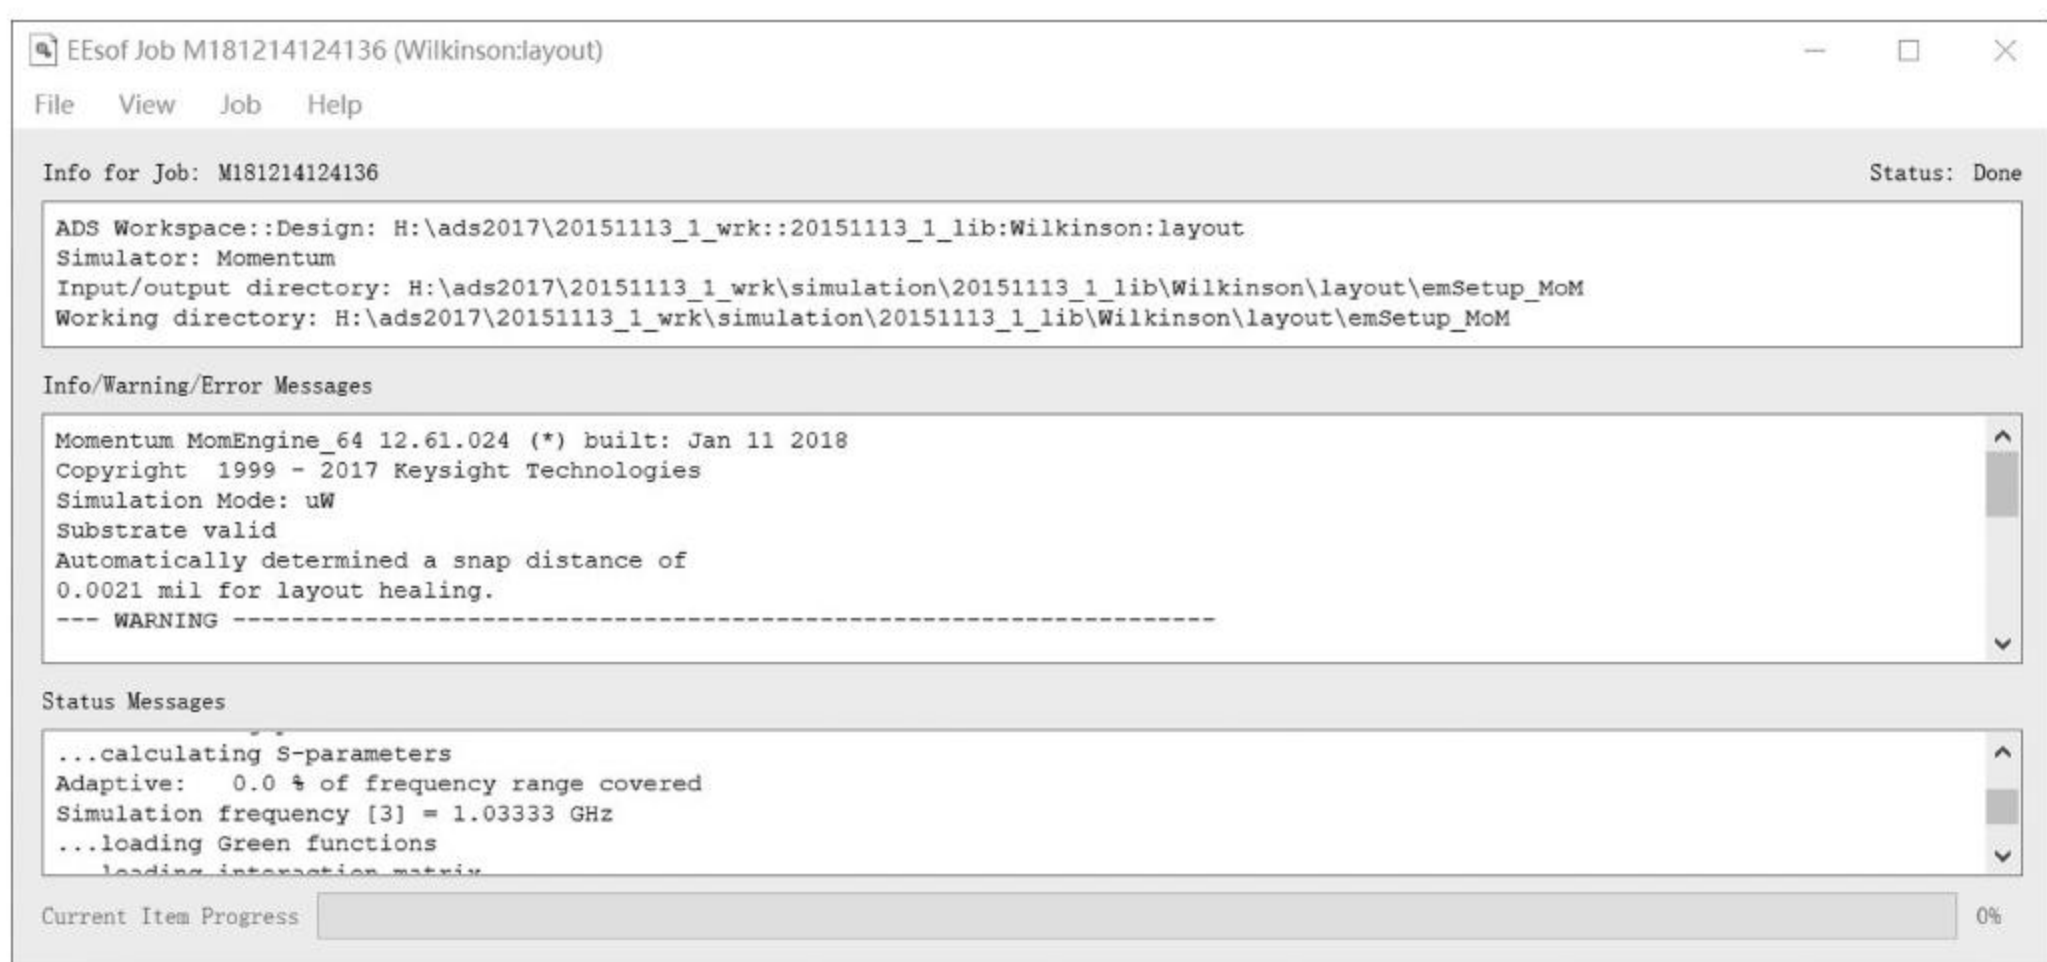 EEsof Job M181214124136 (Wilkinson:layout)
File View Job Help
Info for Job: M181214124136 Status: Done
ADS Workspace::Design: H:\ads2017\20151113_1_wrk::20151113_1_lib:Wilkinson:layout
Simulator: Momentum
Input/output directory: H:\ads2017\20151113_1_wrk\simulation\20151113_1_lib\Wilkinson\layout\emSetup_MoM
Working directory: H:\ads2017\20151113_1_wrk\simulation\20151113_1_lib\Wilkinson\layout\emSetup_MoM
Info/Warning/Error Messages
Momentum MomEngine_64 12.61.024 (*) built: Jan 11 2018
Copyright  1999 - 2017 Keysight Technologies
Simulation Mode: uW
Substrate valid
Automatically determined a snap distance of
0.0021 mil for layout healing.
--- WARNING -------------------------------------------------------------------
Status Messages
...calculating S-parameters
Adaptive:   0.0 % of frequency range covered
Simulation frequency [3] = 1.03333 GHz
...loading Green functions
loading interaction matrix
Current Item Progress 0%